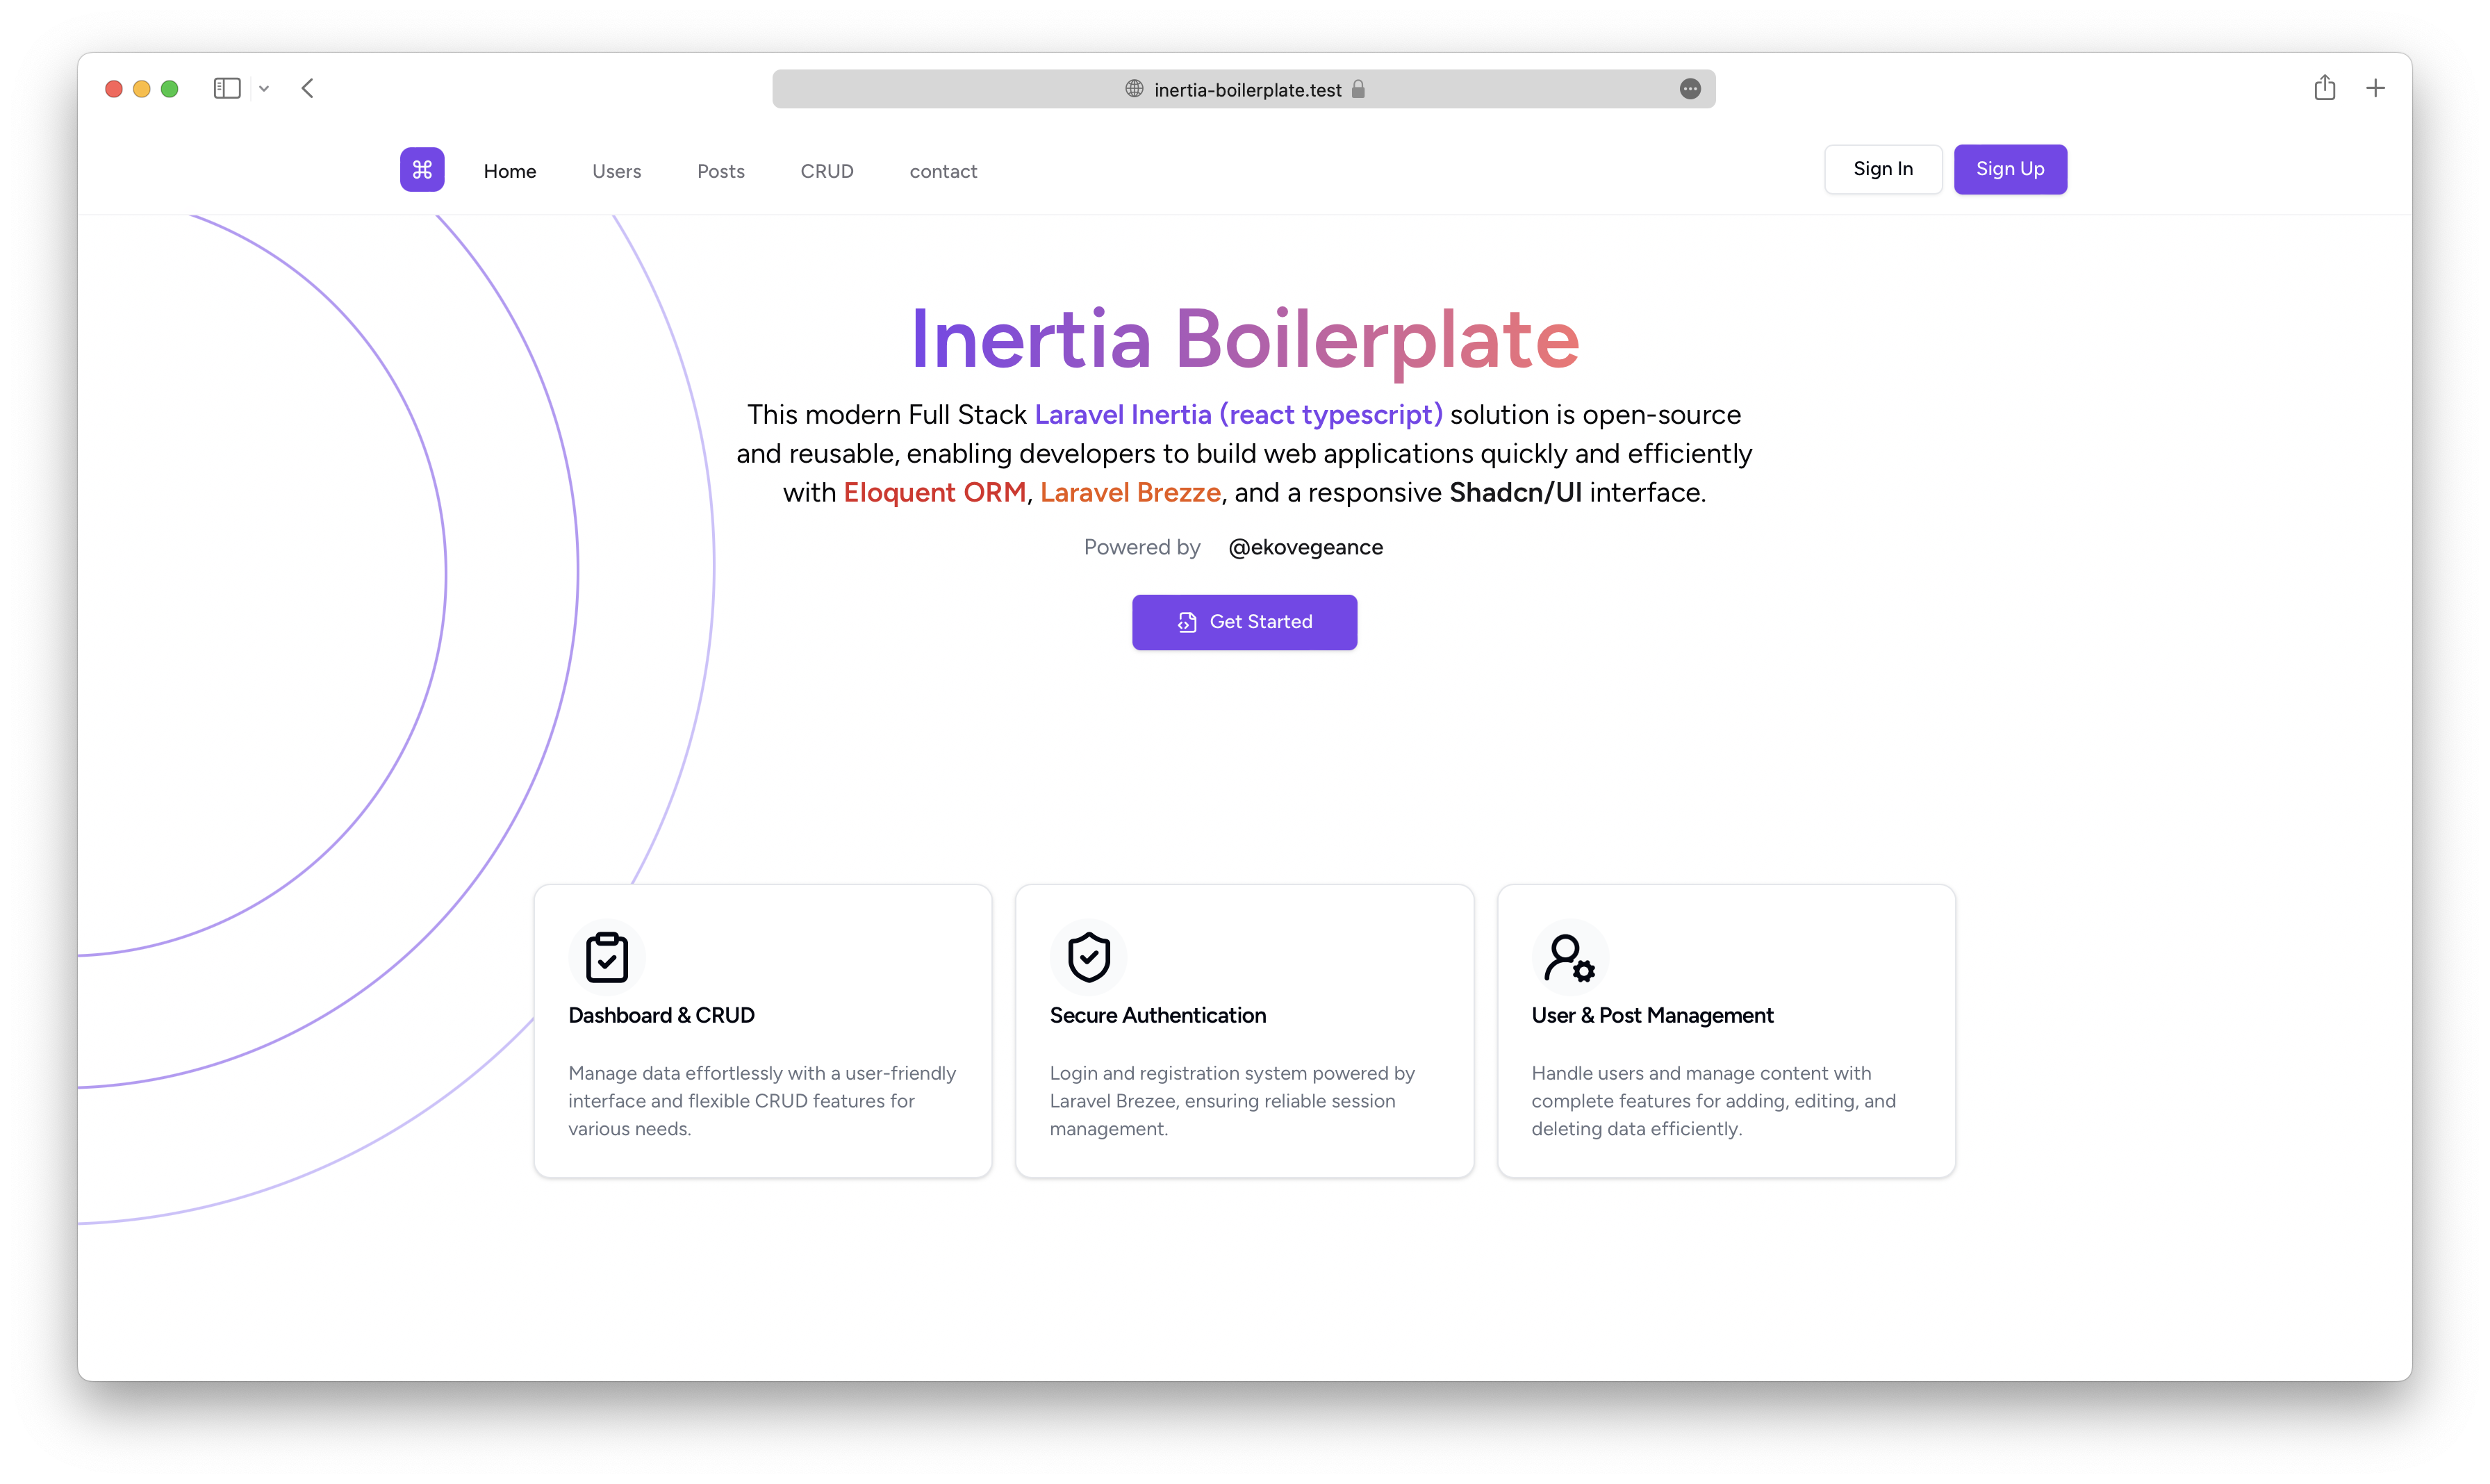 inertia-boilerplate.test
Home Users Posts CRUD contact
Sign In Sign Up
Inertia Boilerplate
This modern Full Stack Laravel Inertia (react typescript) solution is open-source
and reusable, enabling developers to build web applications quickly and efficiently
with Eloquent ORM, Laravel Brezze, and a responsive Shadcn/UI interface.
Powered by @ekovegeance
Get Started
Dashboard & CRUD
Manage data effortlessly with a user-friendly
interface and flexible CRUD features for
various needs.
Secure Authentication
Login and registration system powered by
Laravel Brezee, ensuring reliable session
management.
User & Post Management
Handle users and manage content with
complete features for adding, editing, and
deleting data efficiently.